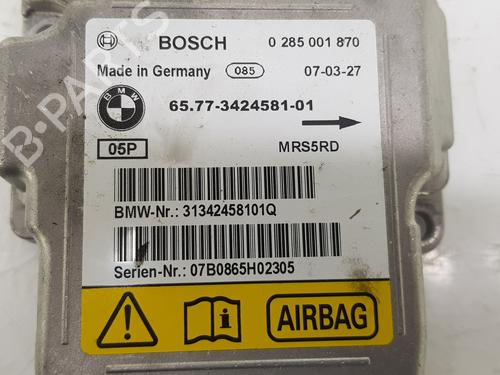 BOSCH 0 285 001 870
Made in Germany 085 07-03-27
BMW
65.77-3424581-01
05P MRS5RD
BMW-Nr.: 31342458101Q
Serien-Nr.: 07B0865H02305
AIRBAG
B-PARTS